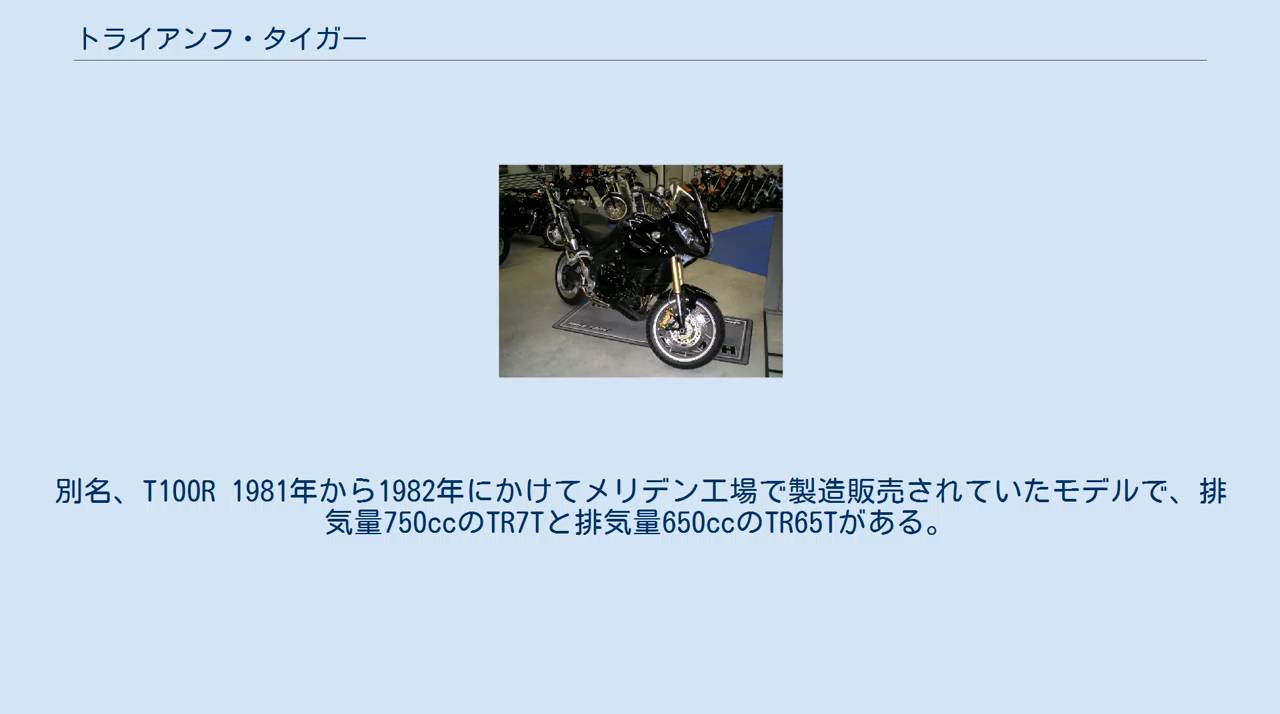 トライアンフ・タイガー
別名、T100R 1981年から1982年にかけてメリデン工場で製造販売されていたモデルで、排
気量750ccのTR7Tと排気量650ccのTR65Tがある。